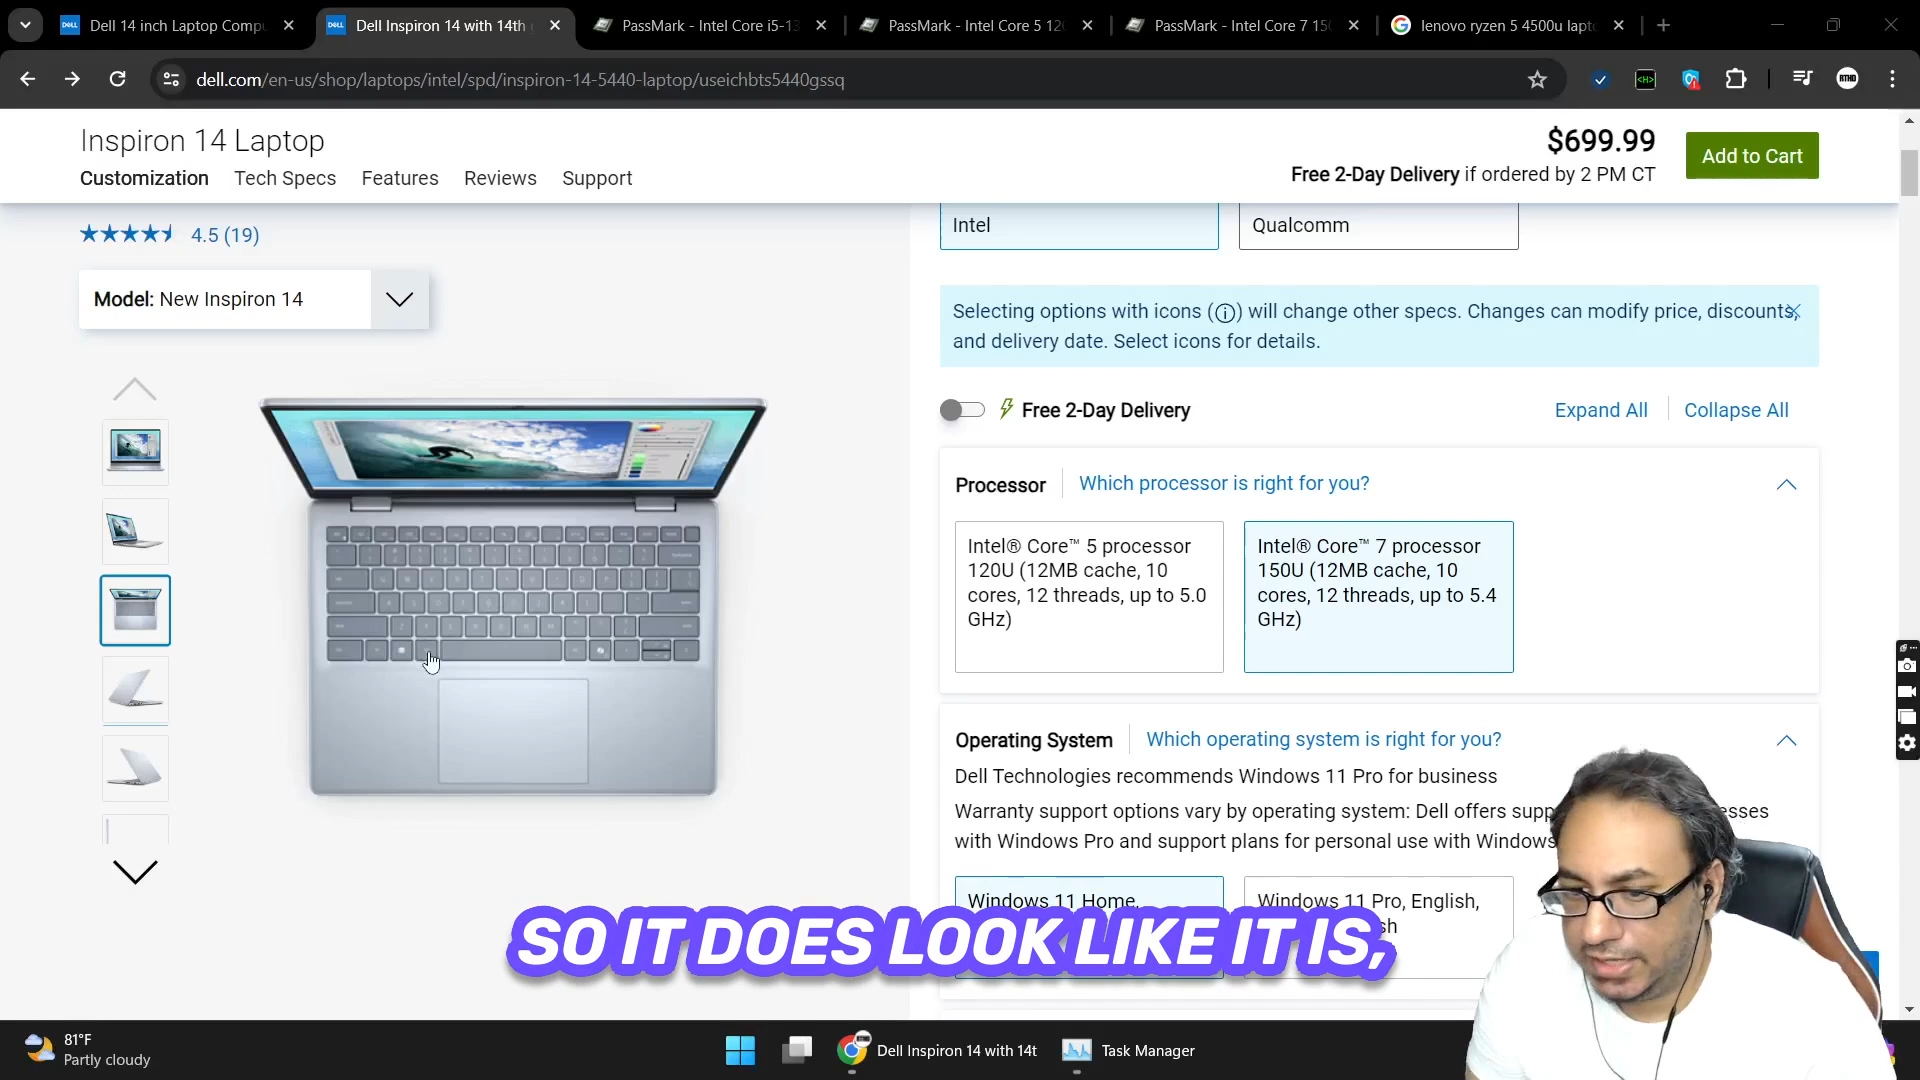 Dell 14 inch Laptop Compu
Dell Inspiron 14 with 14th
PassMark - Intel Core i5-13
PassMark - Intel Core 5 120
PassMark - Intel Core 7 150
lenovo ryzen 5 4500u lapto
dell.com/en-us/shop/laptops/intel/spd/inspiron-14-5440-laptop/useichbts5440gssq
Inspiron 14 Laptop
$699.99
Free 2-Day Delivery if ordered by 2 PM CT
Add to Cart
Customization
Tech Specs
Features
Reviews
Support
4.5 (19)
Model: New Inspiron 14
Intel
Qualcomm
Selecting options with icons (i) will change other specs. Changes can modify price, discounts,
and delivery date. Select icons for details.
Free 2-Day Delivery
Expand All
Collapse All
Processor
Which processor is right for you?
Intel® Core™ 5 processor
120U (12MB cache, 10
cores, 12 threads, up to 5.0
GHz)
Intel® Core™ 7 processor
150U (12MB cache, 10
cores, 12 threads, up to 5.4
GHz)
Operating System
Which operating system is right for you?
Dell Technologies recommends Windows 11 Pro for business
Warranty support options vary by operating system: Dell offers supp esses
with Windows Pro and support plans for personal use with Windows
Windows 11 Home,
Windows 11 Pro, English,
sh
SO IT DOES LOOK LIKE IT IS,
81°F
Partly cloudy
Dell Inspiron 14 with 14t
Task Manager